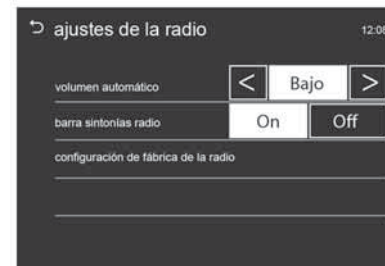 ajustes de la radio 12:08
volumen automático < Bajo >
barra sintonías radio On Off
configuración de fábrica de la radio